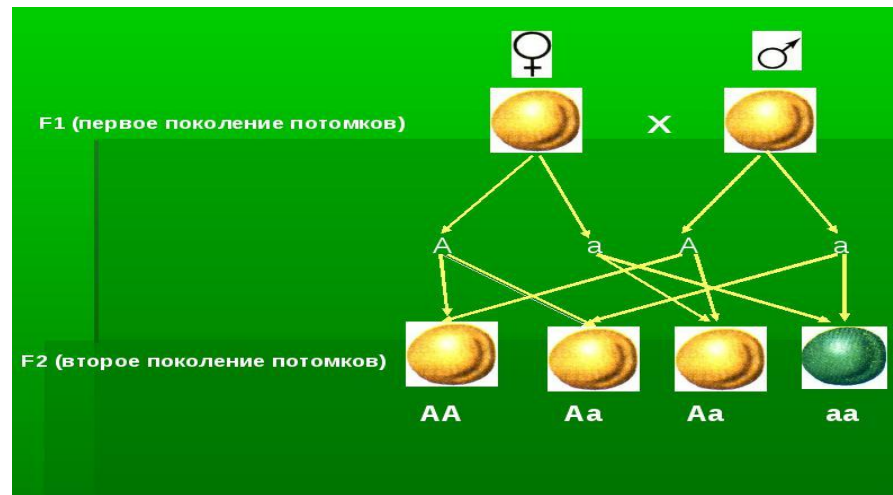 F1 (первое поколение потомков)
X
A a A a
F2 (второе поколение потомков)
AA Aa Aa aa